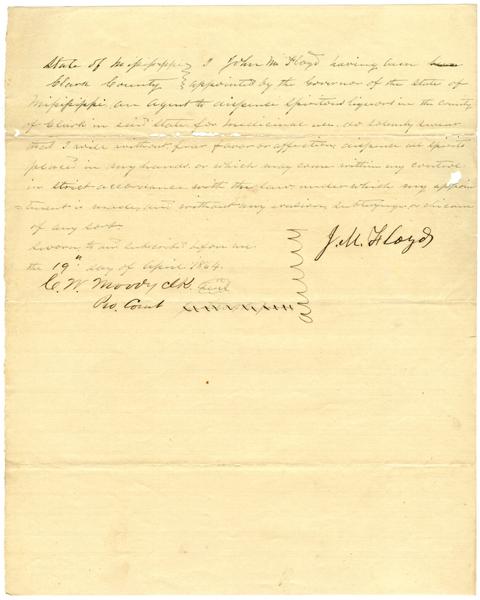 State of Mississippi } I John M Floyd having been
Clark County } appointed by the Governor of the State of
Mississippi an Agent to dispense Spiritous liquors in the County
of Clark in said State for medicinal use, do solemnly swear
that I will without fear favor or affection, dispense all spirits
placed in my hands or which may come within my control
in strict accordance with the law under which my appoin
tment is made, and without any evasion, subterfuge, or chicane
of any sort
Sworn to and subscribed before me
the 19th day of April 1864.
J. M. Floyd
C. W. Moody Clk
Pro. Court